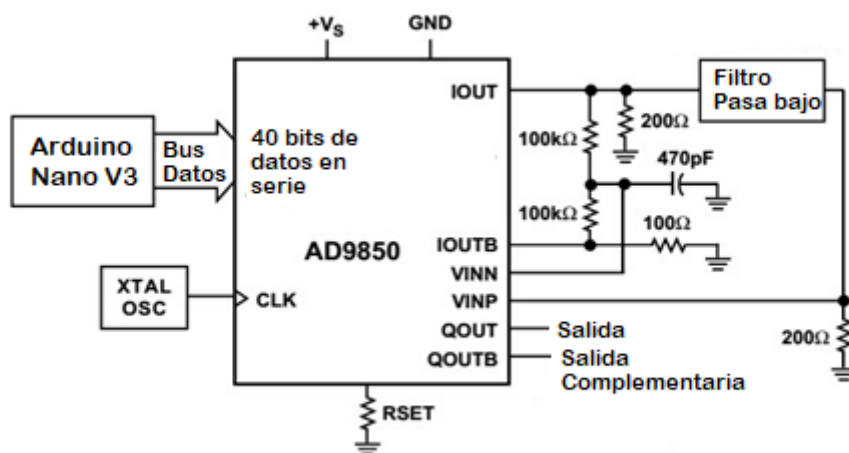 +VS
GND
Arduino
Nano V3
Bus
Datos
40 bits de
datos en
serie
IOUT
Filtro
Pasa bajo
100kΩ
200Ω
470pF
100kΩ
100Ω
IOUTB
AD9850
VINN
XTAL
OSC
CLK
VINP
QOUT
Salida
200Ω
QOUTB
Salida
Complementaria
RSET